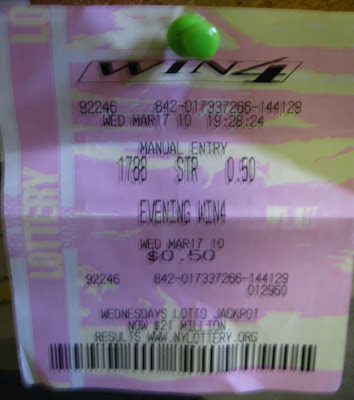 LO
WIN4
92246 842-017337266-144129
WED MAR17 10 19:28:24
MANUAL ENTRY
1788 STR 0.50
EVENING WIN4
WED MAR17 10
$0.50
92246 842-017337266-144129
012960
WEDNESDAYS LOTTO JACKPOT
NOW $21 MILLION
RESULTS WWW.NYLOTTERY.ORG
LOTTERY